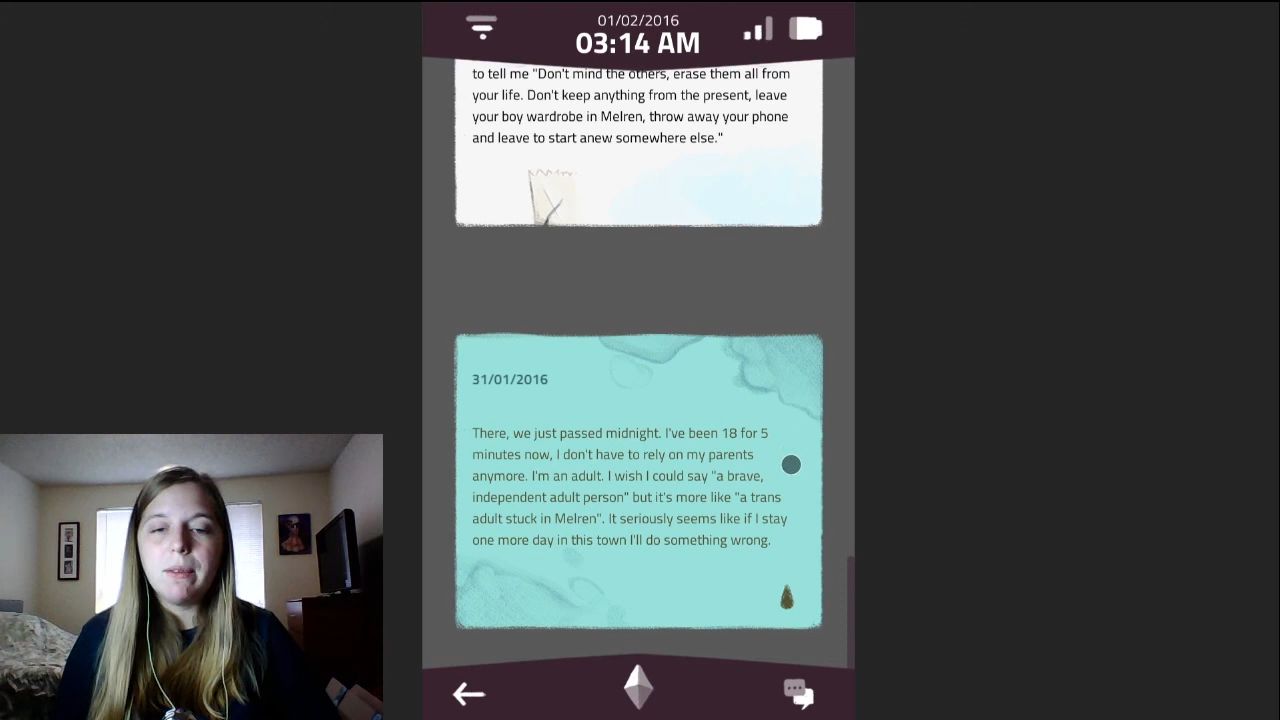 01/02/2016
03:14 AM
to tell me "Don't mind the others, erase them all from
your life. Don't keep anything from the present, leave
your boy wardrobe in Melren, throw away your phone
and leave to start anew somewhere else."
31/01/2016
There, we just passed midnight. I've been 18 for 5
minutes now, I don't have to rely on my parents
anymore. I'm an adult. I wish I could say "a brave,
independent adult person" but it's more like "a trans
adult stuck in Melren". It seriously seems like if I stay
one more day in this town I'll do something wrong.